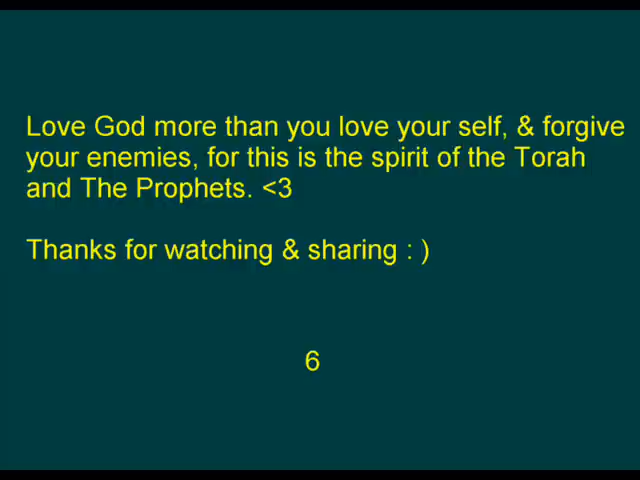 Love God more than you love your self, & forgive
your enemies, for this is the spirit of the Torah
and The Prophets. <3
Thanks for watching & sharing : )
6